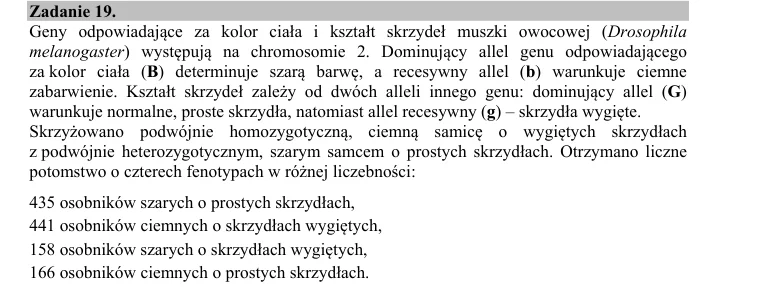 Zadanie 19.
Geny odpowiadające za kolor ciała i kształt skrzydeł muszki owocowej (Drosophila
melanogaster) występują na chromosomie 2. Dominujący allel genu odpowiadającego
za kolor ciała (B) determinuje szarą barwę, a recesywny allel (b) warunkuje ciemne
zabarwienie. Kształt skrzydeł zależy od dwóch alleli innego genu: dominujący allel (G)
warunkuje normalne, proste skrzydła, natomiast allel recesywny (g) – skrzydła wygięte.
Skrzyżowano podwójnie homozygotyczną, ciemną samicę o wygiętych skrzydłach
z podwójnie heterozygotycznym, szarym samcem o prostych skrzydłach. Otrzymano liczne
potomstwo o czterech fenotypach w różnej liczebności:
435 osobników szarych o prostych skrzydłach,
441 osobników ciemnych o skrzydłach wygiętych,
158 osobników szarych o skrzydłach wygiętych,
166 osobników ciemnych o prostych skrzydłach.